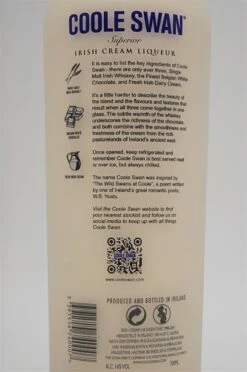 COOLE SWAN®
Superior
IRISH CREAM LIQUEUR
It is easy to list the key ingredients of Coole
Swan - there are only ever three. Single
Malt Irish Whiskey, the Finest Belgian White
Chocolate, and Fresh Irish Dairy Cream.
It's a little harder to describe the beauty of
the blend and the flavours and textures that
result when all three come together in one
glass. The subtle warmth of the whiskey
underscores the richness of the chocolate,
and both combine with the smoothness and
freshness of the cream from the rich
pasturelands of Ireland's ancient east.
Once opened, keep refrigerated and
remember Coole Swan is best served neat
or over ice, but always, chilled.
The name Coole Swan was inspired by
"The Wild Swans at Coole", a poem written
by one of Ireland's great romantic poets,
W.B. Yeats.
Visit the Coole Swan website to find
your nearest stockist and follow us on
social media to keep up with all things
Coole Swan.
COOLE SWAN
www.cooleswan.com
PRODUCED AND BOTTLED IN IRELAND
ALC.16%VOL
70CL